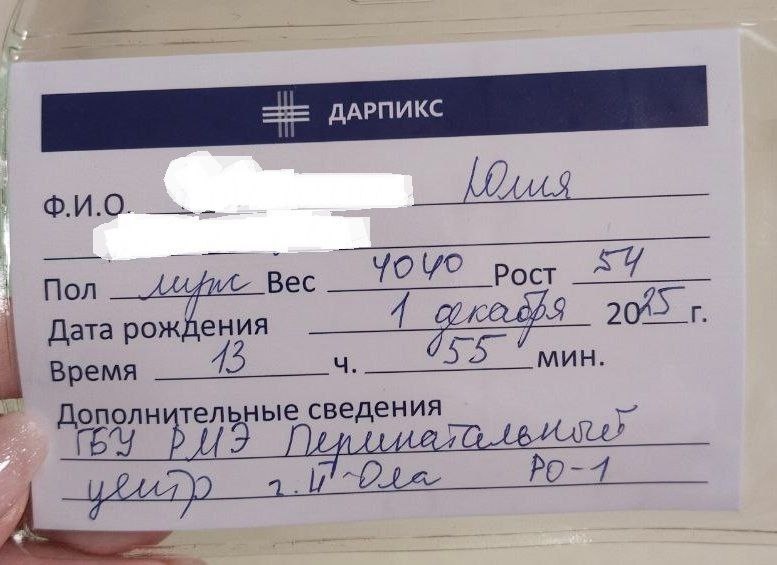 ДАРПИКС
Ф.И.О. Юлия
Пол муж Вес 4040 Рост 54
Дата рождения 1 декабря 2025 г.
Время 13 ч. 55 мин.
Дополнительные сведения
ГБУ РМЭ Перинатальный
центр г. Й-Ола РО-1